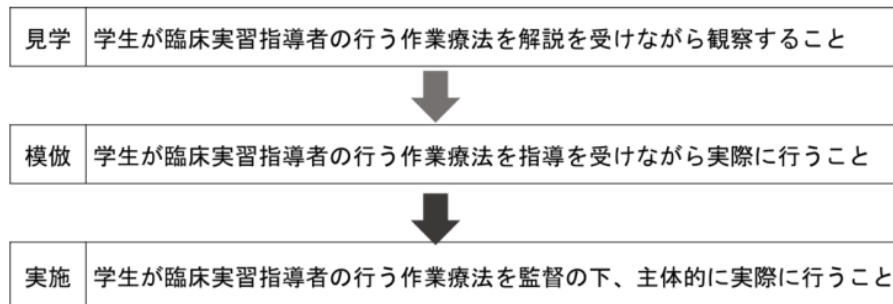 見学 学生が臨床実習指導者の行う作業療法を解説を受けながら観察すること
模倣 学生が臨床実習指導者の行う作業療法を指導を受けながら実際に行うこと
実施 学生が臨床実習指導者の行う作業療法を監督の下、主体的に実際に行うこと